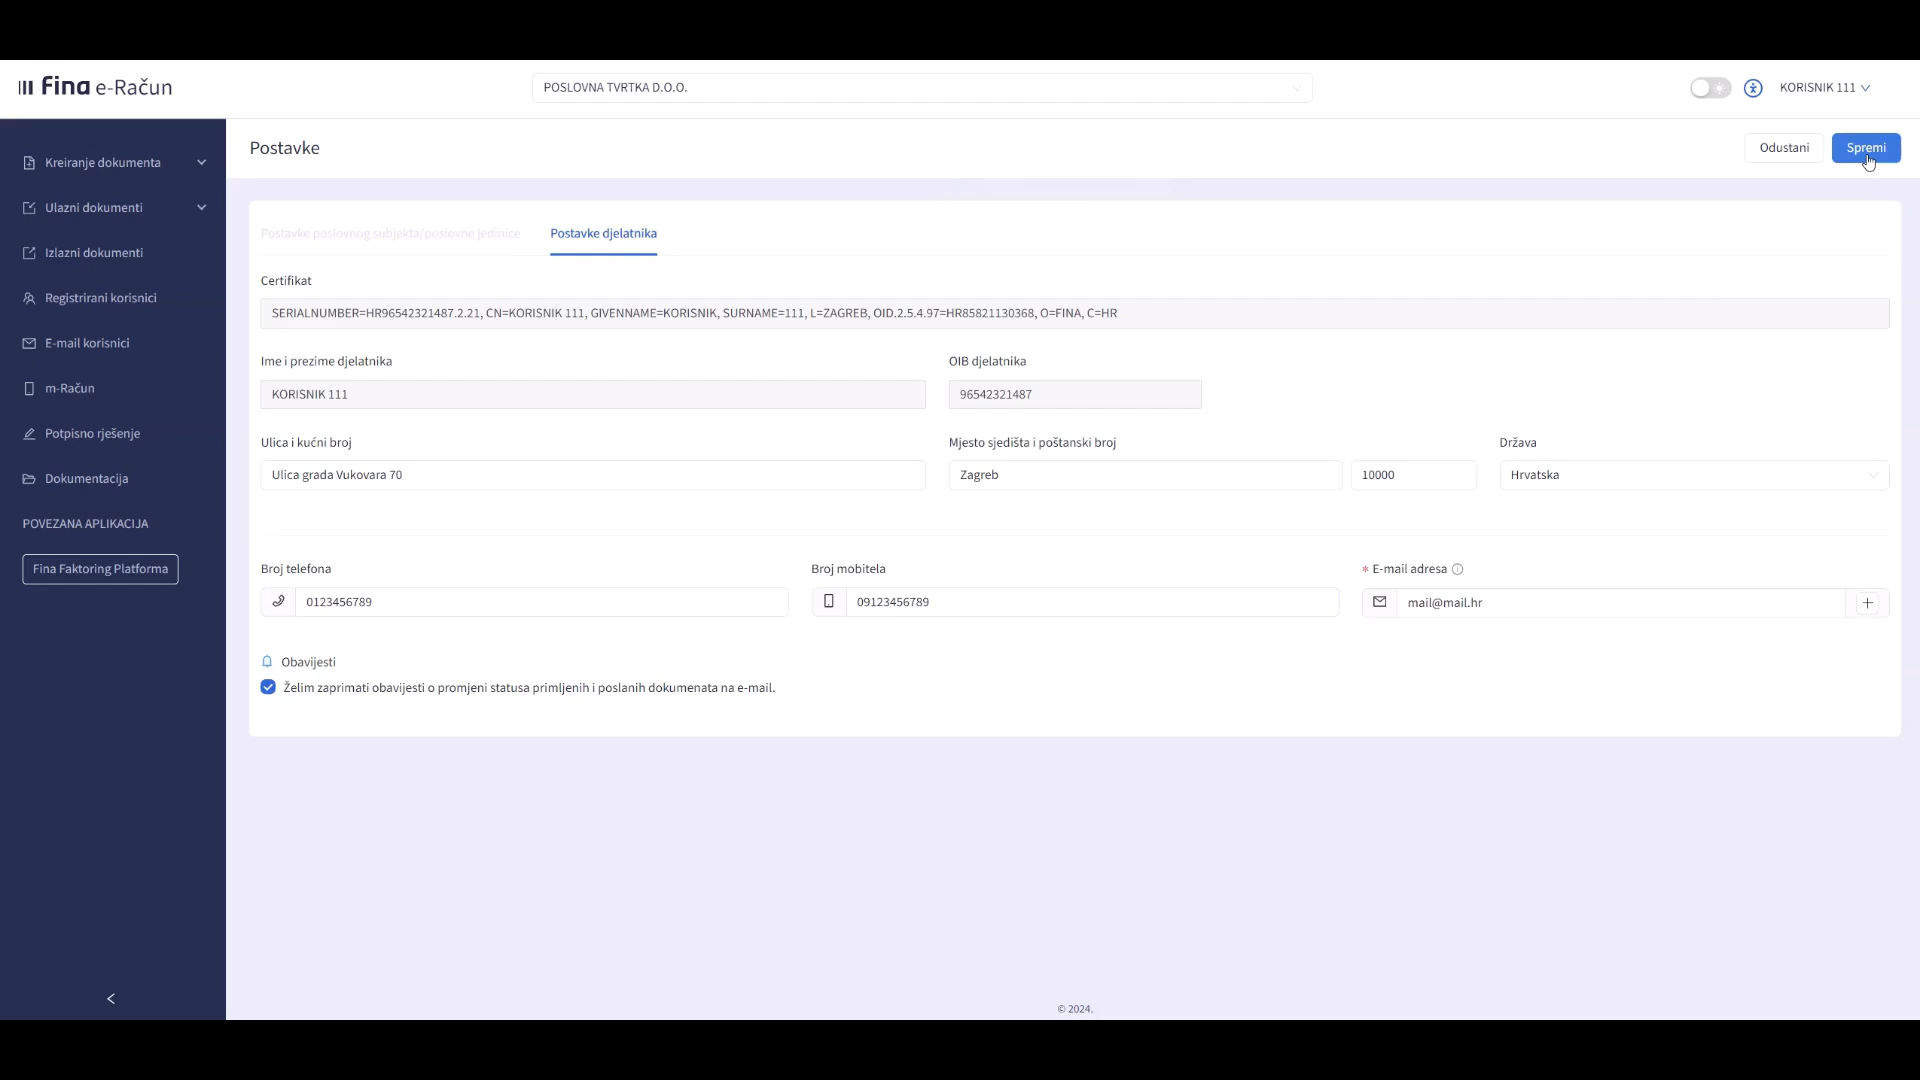 fina e-Račun
POSLOVNA TVRTKA D.O.O.
KORISNIK 111
Kreiranje dokumenta
Ulazni dokumenti
Izlazni dokumenti
Registrirani korisnici
E-mail korisnici
m-Račun
Potpisno rješenje
Dokumentacija
POVEZANA APLIKACIJA
Fina Faktoring Platforma
Postavke
Odustani
Spremi
Postavke poslovnog subjekta/poslovne jedinice
Postavke djelatnika
Certifikat
SERIALNUMBER=HR96542321487.2.21, CN=KORISNIK 111, GIVENNAME=KORISNIK, SURNAME=111, L=ZAGREB, OID.2.5.4.97=HR85821130368, O=FINA, C=HR
Ime i prezime djelatnika
OIB djelatnika
KORISNIK 111
96542321487
Ulica i kućni broj
Mjesto sjedišta i poštanski broj
Država
Ulica grada Vukovara 70
Zagreb
10000
Hrvatska
Broj telefona
Broj mobitela
* E-mail adresa
0123456789
09123456789
mail@mail.hr
Obavijesti
Želim zaprimati obavijesti o promjeni statusa primljenih i poslanih dokumenata na e-mail.
© 2024.